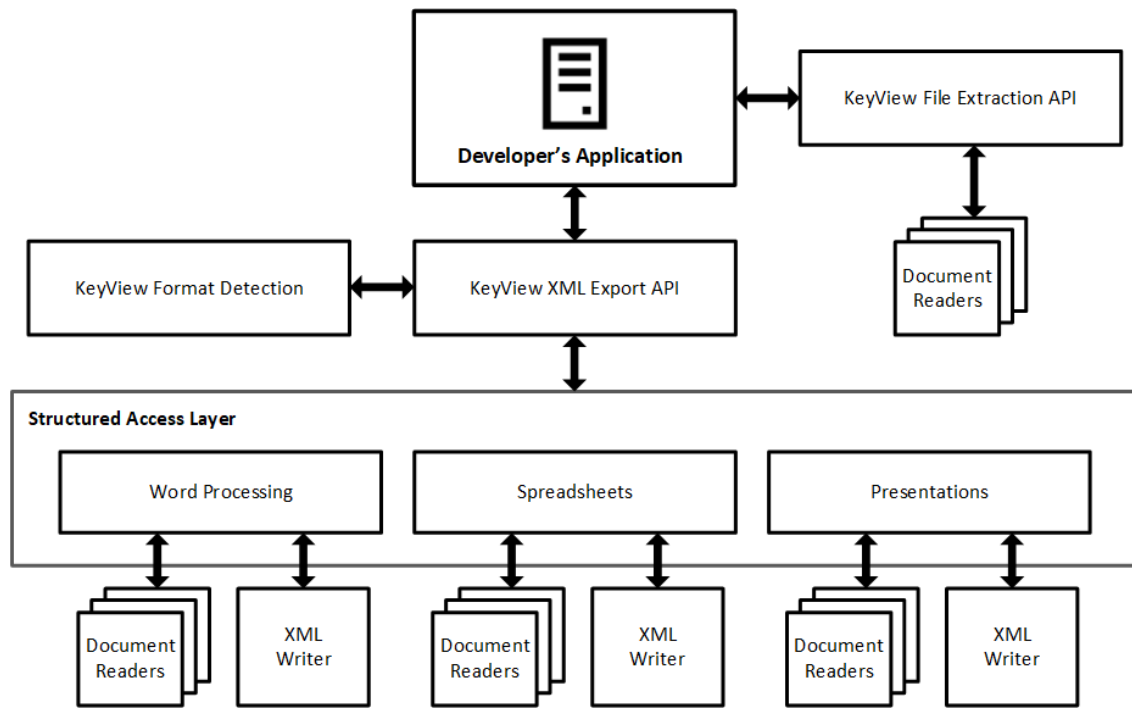 KeyView File Extraction API
Developer’s Application
KeyView Format Detection
KeyView XML Export API
Document
Readers
Structured Access Layer
Word Processing
Spreadsheets
Presentations
Document
Readers
XML
Writer
Document
Readers
XML
Writer
Document
Readers
XML
Writer